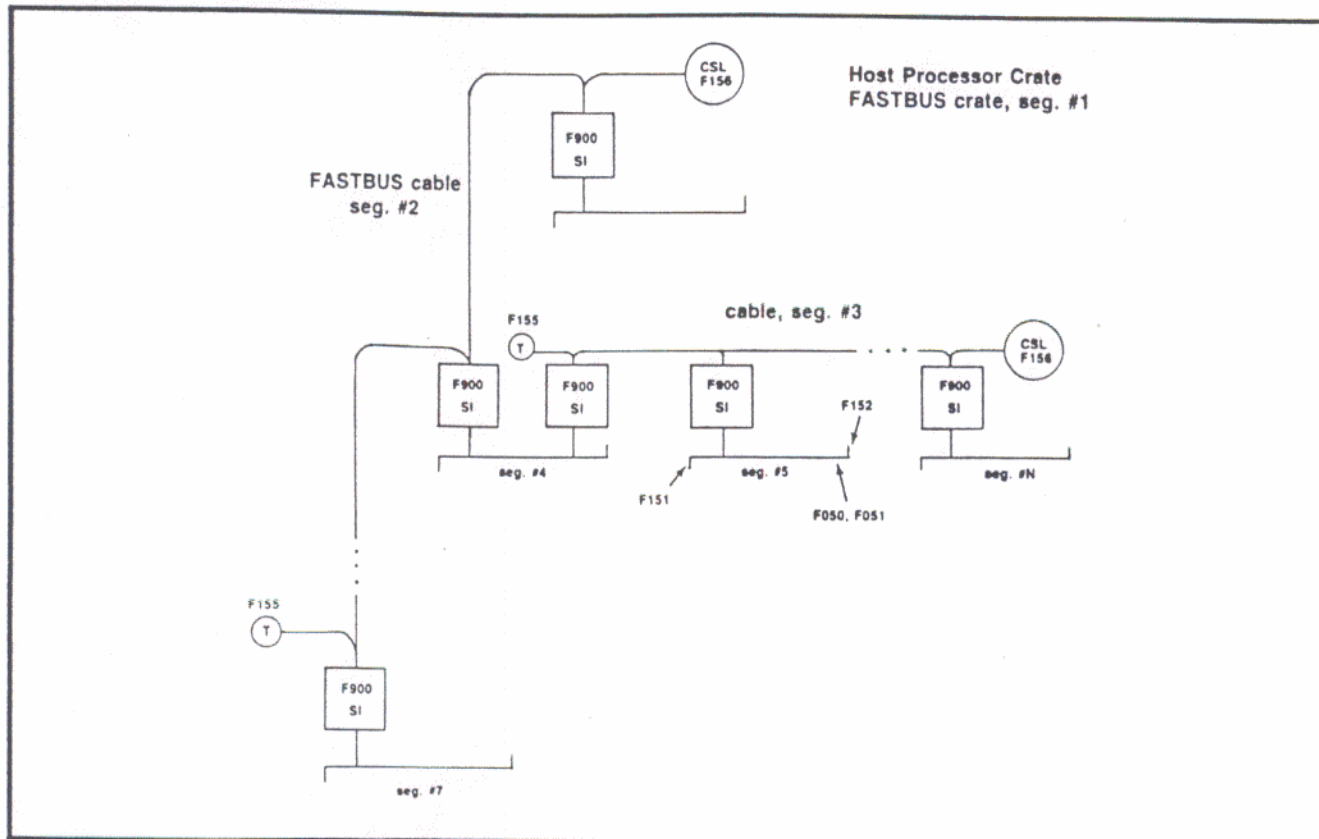 CSL
F156
Host Processor Crate
FASTBUS crate, seg. #1
F900
SI
FASTBUS cable
seg. #2
cable, seg. #3
F155
T
CSL
F156
F900
SI
F900
SI
F900
SI
F900
SI
F152
seg. #4
seg. #5
seg. #N
F151
F050, F051
F155
T
F900
SI
seg. #7